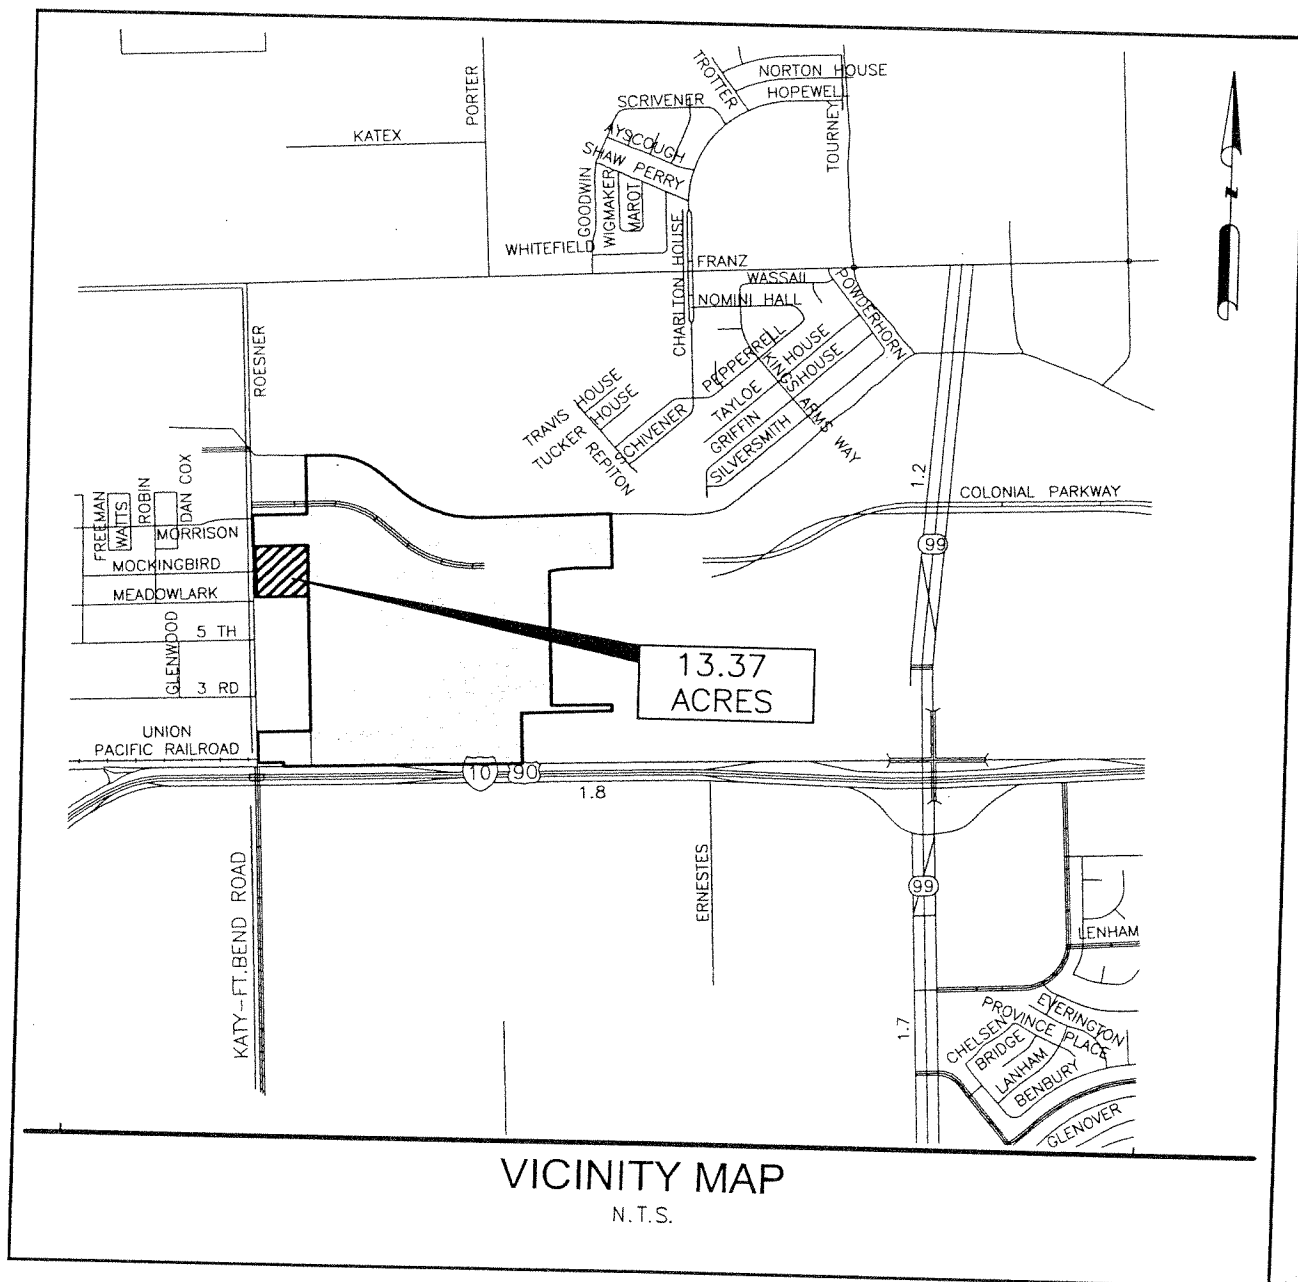 TROTTER
NORTON HOUSE
HOPEWELL
PORTER
SCRIVENER
TOURNEY
KATEX
AYSCOUGH
SHAW PERRY
GOODWIN
WIGMAKER
MAROT
N
WHITEFIELD
CHARLTON HOUSE
FRANZ
WASSAIL
NOMINI HALL
POWDERHORN
ROESNER
PEPPERRELL
TAYLOE HOUSE
KINGS ARMS WAY
GRIFFIN HOUSE
SILVERSMITH
TRAVIS HOUSE
TUCKER HOUSE
SCHIVENER
REPITON
1.2
COLONIAL PARKWAY
FREEMAN
WATTS
ROBIN
DAN COX
MORRISON
99
MOCKINGBIRD
MEADOWLARK
GLENWOOD
5 TH
3 RD
13.37
ACRES
UNION
PACIFIC RAILROAD
10
90
1.8
KATY-FT.BEND ROAD
ERNESTES
99
LENHAM
1.7
CHELSEN
BRIDGE
PROVINCE PLACE
EVERINGTON
LANHAM
BENBURY
GLENOVER
VICINITY MAP
N.T.S.